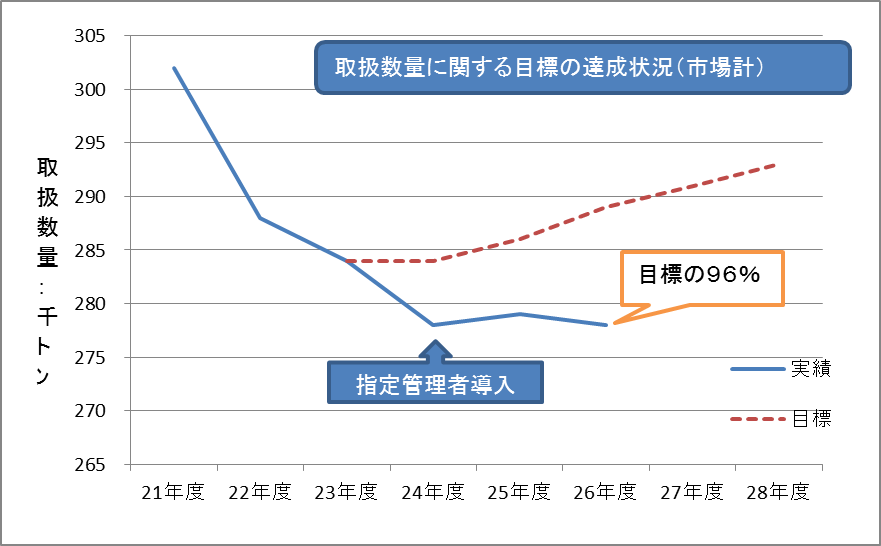 取扱数量に関する目標の達成状況（市場計）
取扱数量：千トン
305
300
295
290
285
280
275
270
265
目標の96%
指定管理者導入
実績
目標
21年度 22年度 23年度 24年度 25年度 26年度 27年度 28年度